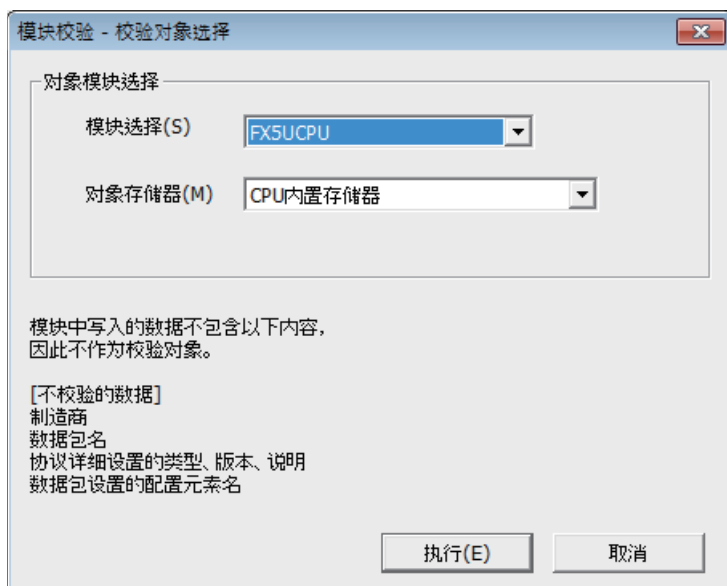 模块校验 - 校验对象选择
对象模块选择
模块选择(S)
FX5UCPU
对象存储器(M)
CPU内置存储器
模块中写入的数据不包含以下内容，
因此不作为校验对象。
[不校验的数据]
制造商
数据包名
协议详细设置的类型、版本、说明
数据包设置的配置元素名
执行(E)
取消